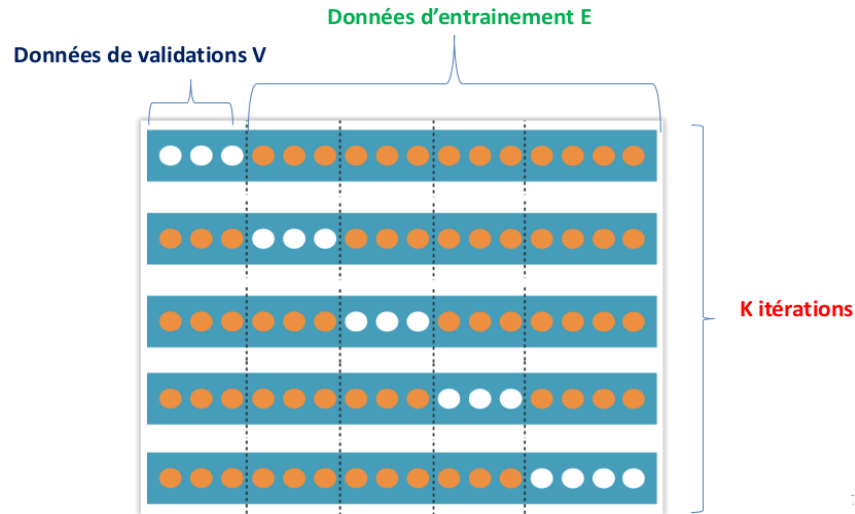 Données d'entrainement E
Données de validations V
K itérations